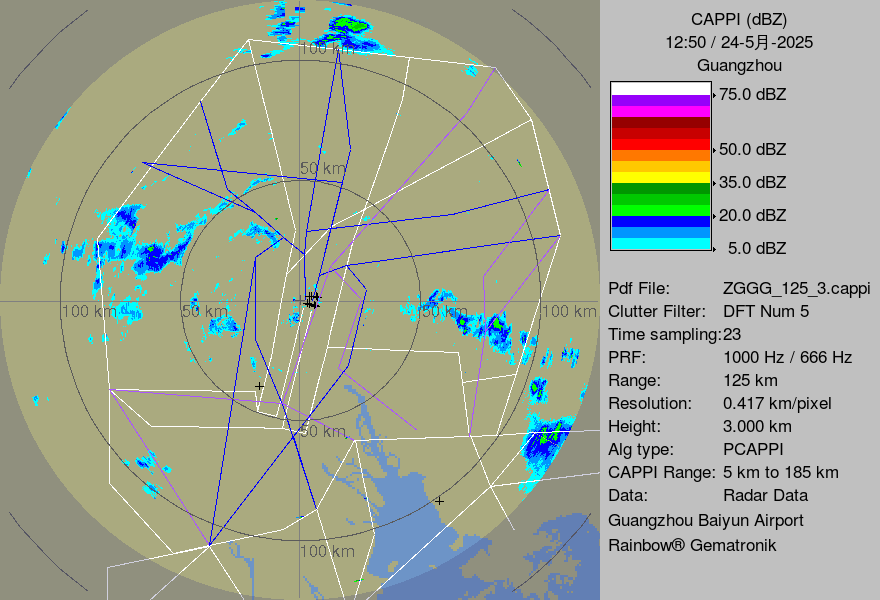 CAPPI (dBZ)
12:50 / 24-5月-2025
Guangzhou
75.0 dBZ
50.0 dBZ
35.0 dBZ
20.0 dBZ
5.0 dBZ
Pdf File: ZGGG_125_3.cappi
Clutter Filter: DFT Num 5
Time sampling:23
PRF: 1000 Hz / 666 Hz
Range: 125 km
Resolution: 0.417 km/pixel
Height: 3.000 km
Alg type: PCAPPI
CAPPI Range: 5 km to 185 km
Data: Radar Data
Guangzhou Baiyun Airport
Rainbow® Gematronik
100 km
50 km
100 km
50 km
50 km
100 km
50 km
100 km